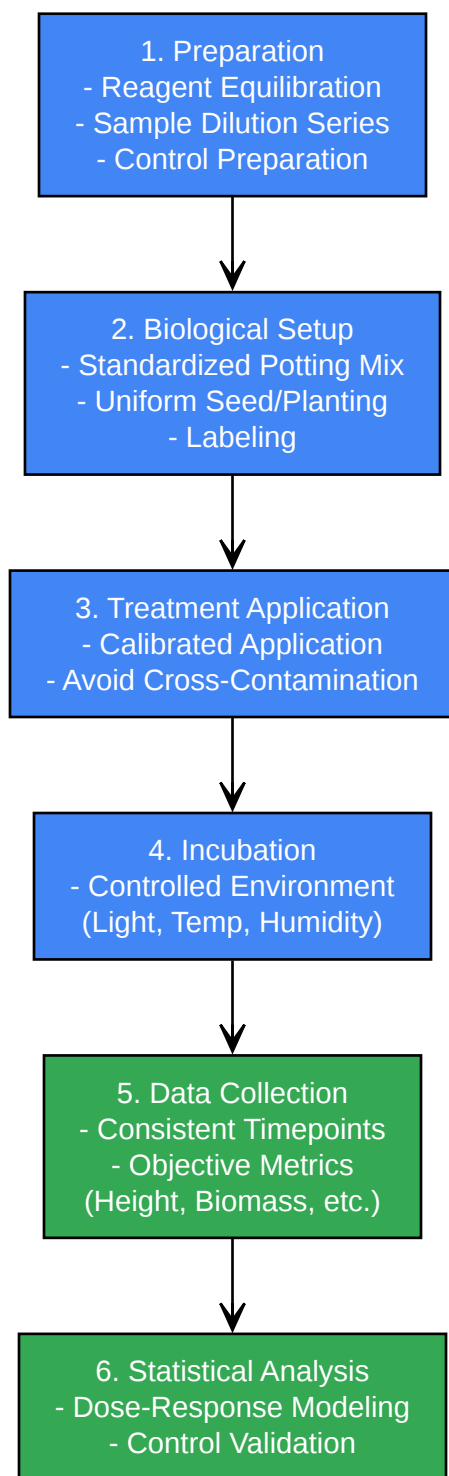 1. Preparation
- Reagent Equilibration
- Sample Dilution Series
- Control Preparation
2. Biological Setup
- Standardized Potting Mix
- Uniform Seed/Planting
- Labeling
3. Treatment Application
- Calibrated Application
- Avoid Cross-Contamination
4. Incubation
- Controlled Environment
(Light, Temp, Humidity)
5. Data Collection
- Consistent Timepoints
- Objective Metrics
(Height, Biomass, etc.)
6. Statistical Analysis
- Dose-Response Modeling
- Control Validation